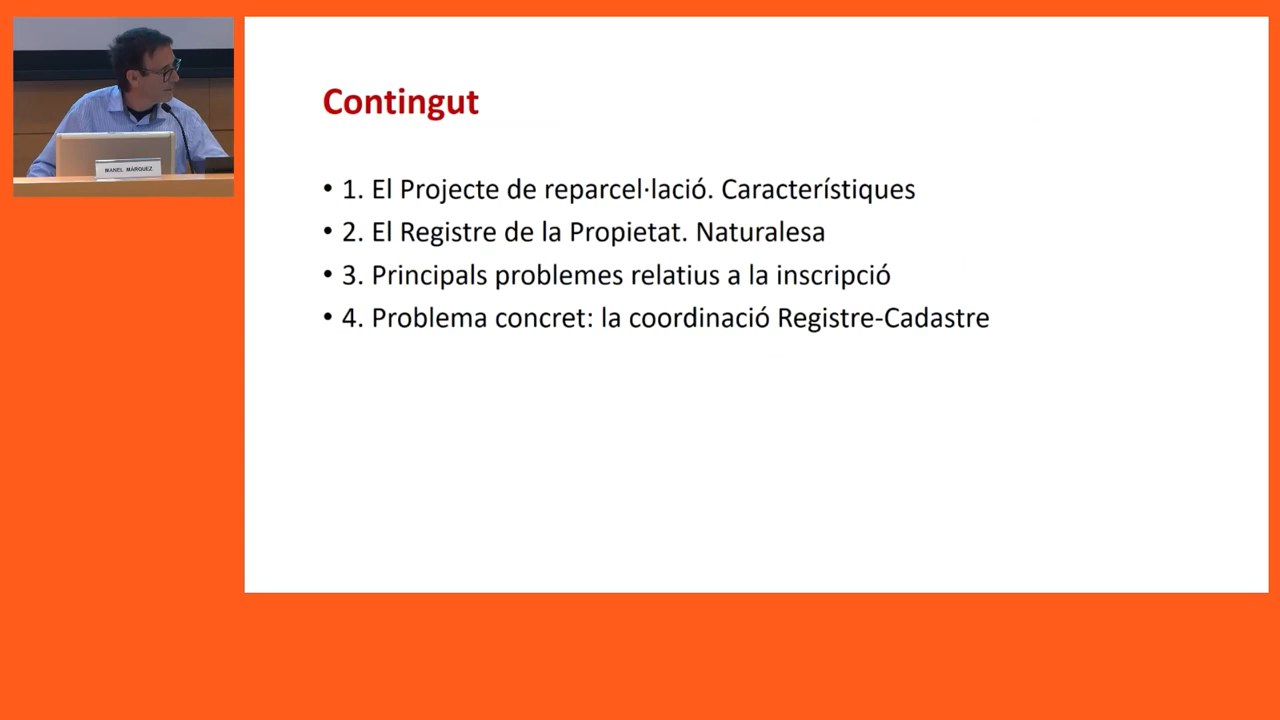 MANEL MÀRQUEZ
Contingut
• 1. El Projecte de reparcel·lació. Característiques
• 2. El Registre de la Propietat. Naturalesa
• 3. Principals problemes relatius a la inscripció
• 4. Problema concret: la coordinació Registre-Cadastre